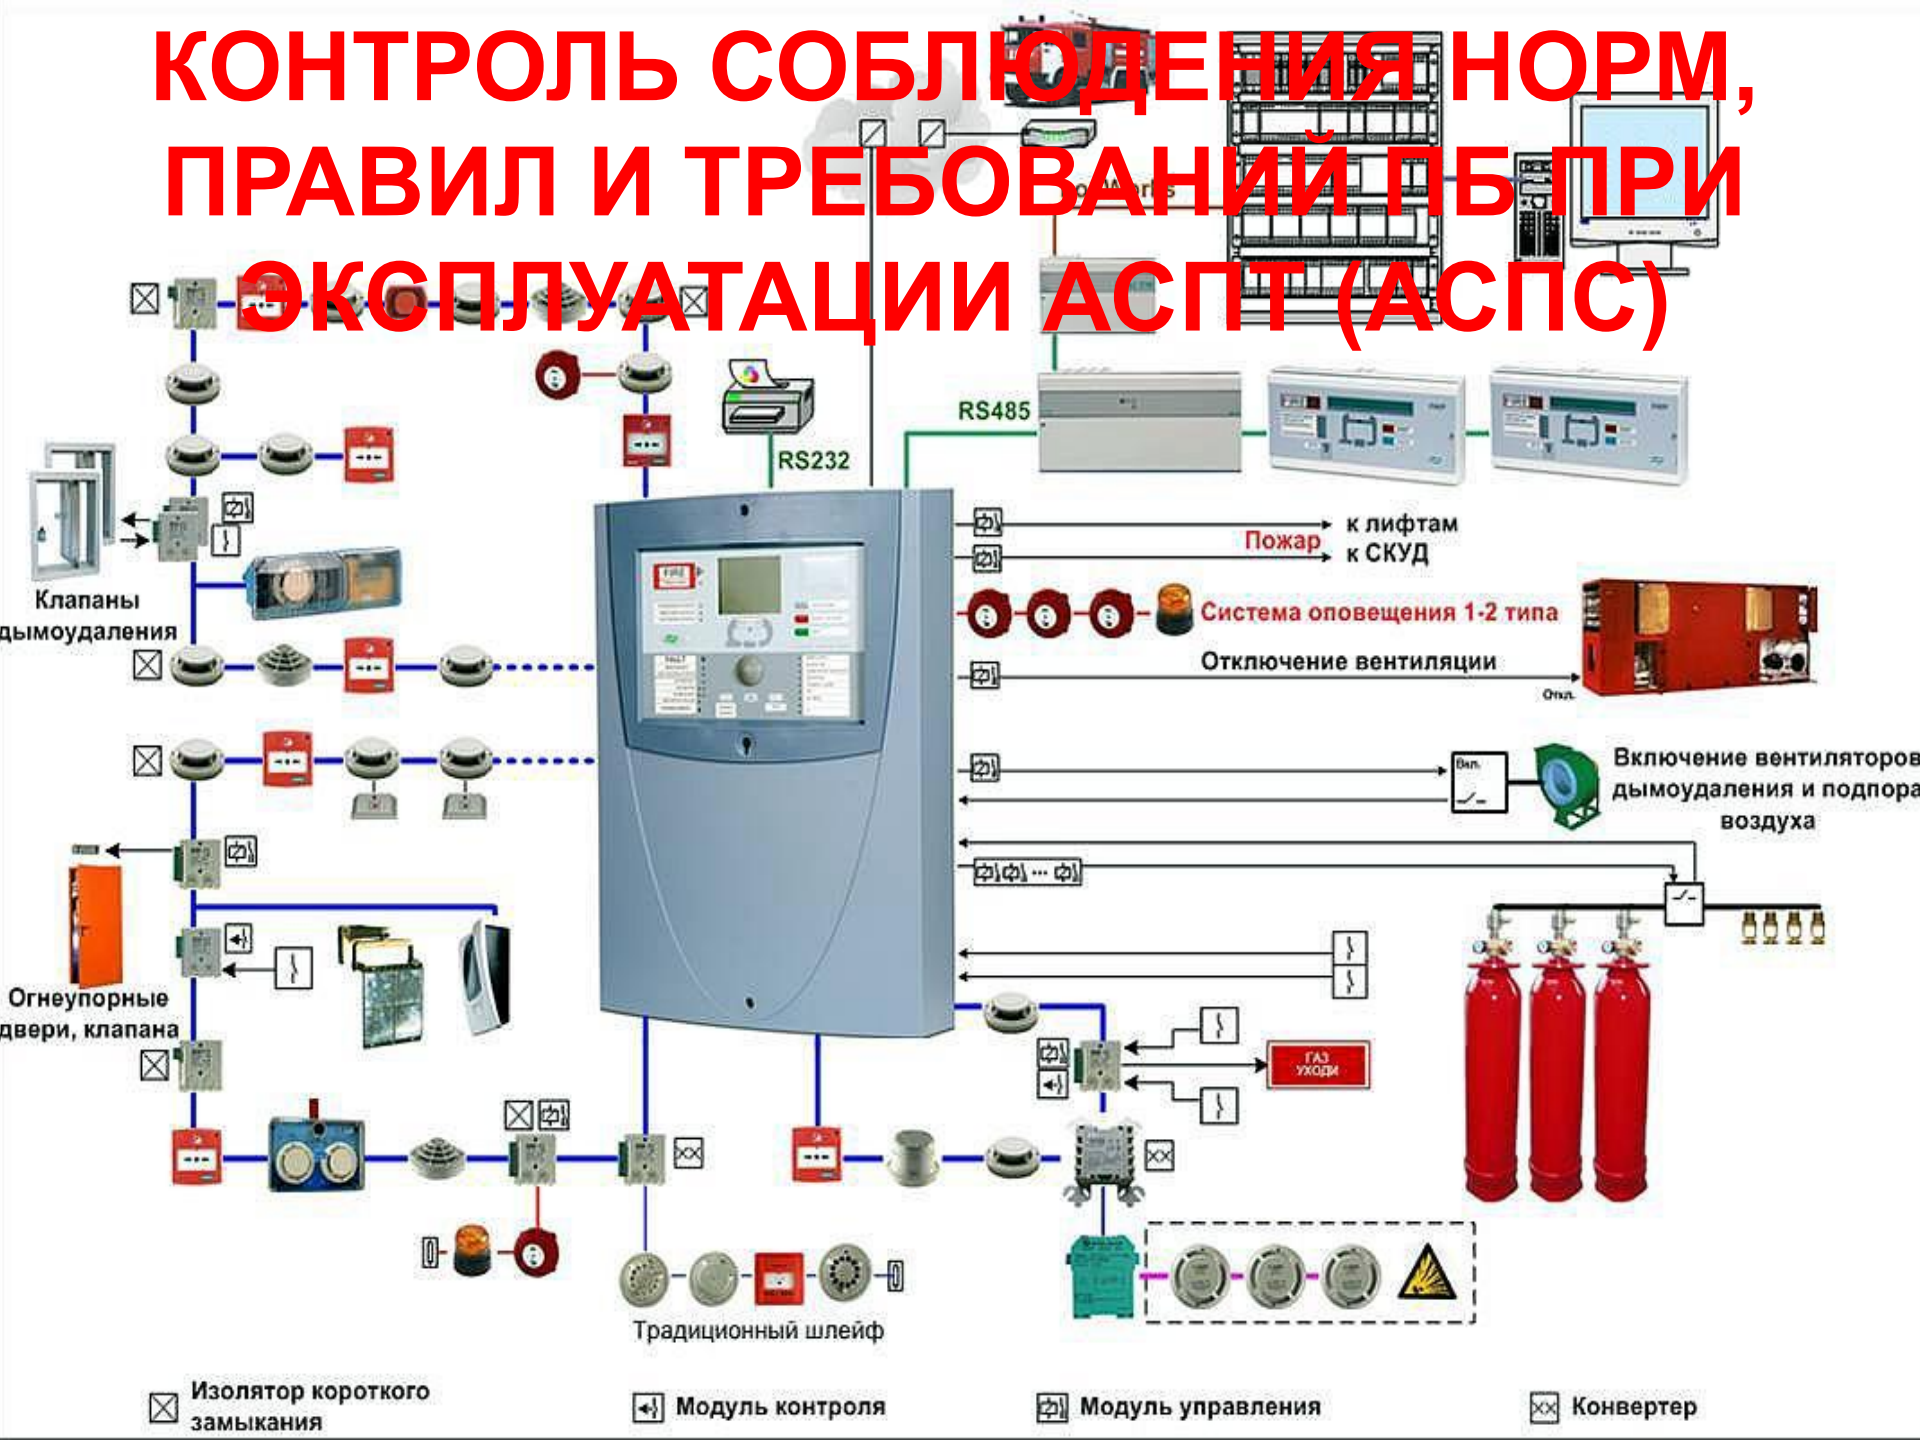 КОНТРОЛЬ СОБЛЮДЕНИЯ НОРМ,
ПРАВИЛ И ТРЕБОВАНИЙ ПБ ПРИ
ЭКСПЛУАТАЦИИ АСПТ (АСПС)
RS485
RS232
к лифтам
Пожар
к СКУД
FIRE
Клапаны
дымоудаления
Система оповещения 1-2 типа
Отключение вентиляции
Откл.
Вкл.
Включение вентиляторов
дымоудаления и подпора
воздуха
Огнеупорные
двери, клапана
ГАЗ
УХОДИ
Традиционный шлейф
Изолятор короткого
замыкания
Модуль контроля
Модуль управления
Конвертер